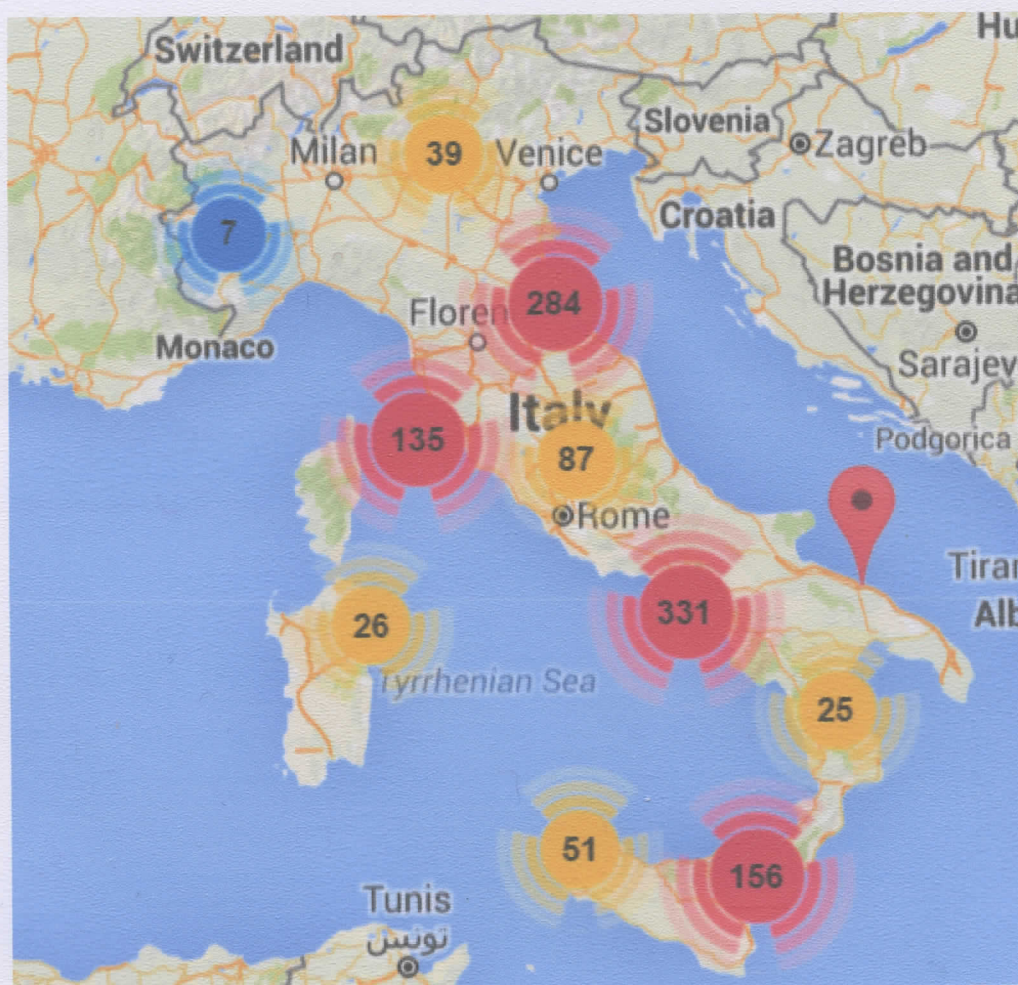 Hu
Switzerland
Slovenia
Milan
39
Venice
Zagreb
Croatia
7
Bosnia and
Herzegovina
284
Floren
Monaco
Sarajev
Italy
135
87
Podgorica
Rome
Tiran
331
Alb
26
Tyrrhenian Sea
25
51
156
Tunis
تونس